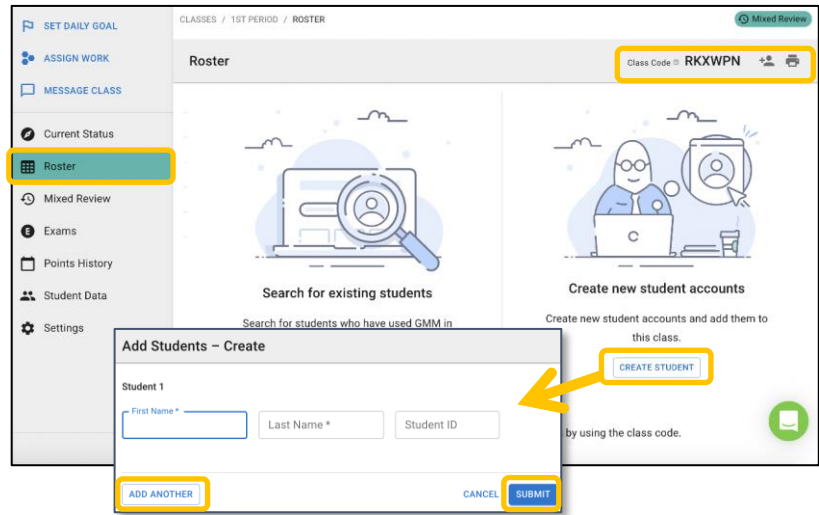 SET DAILY GOAL
ASSIGN WORK
MESSAGE CLASS
Current Status
Roster
Mixed Review
Exams
Points History
Student Data
Settings
CLASSES / 1ST PERIOD / ROSTER
Mixed Review
Roster
Class Code RKXWPN
Search for existing students
Search for students who have used GMM in
C
Create new student accounts
Create new student accounts and add them to
this class.
CREATE STUDENT
by using the class code.
Add Students – Create
Student 1
First Name *
Last Name *
Student ID
ADD ANOTHER
CANCEL
SUBMIT